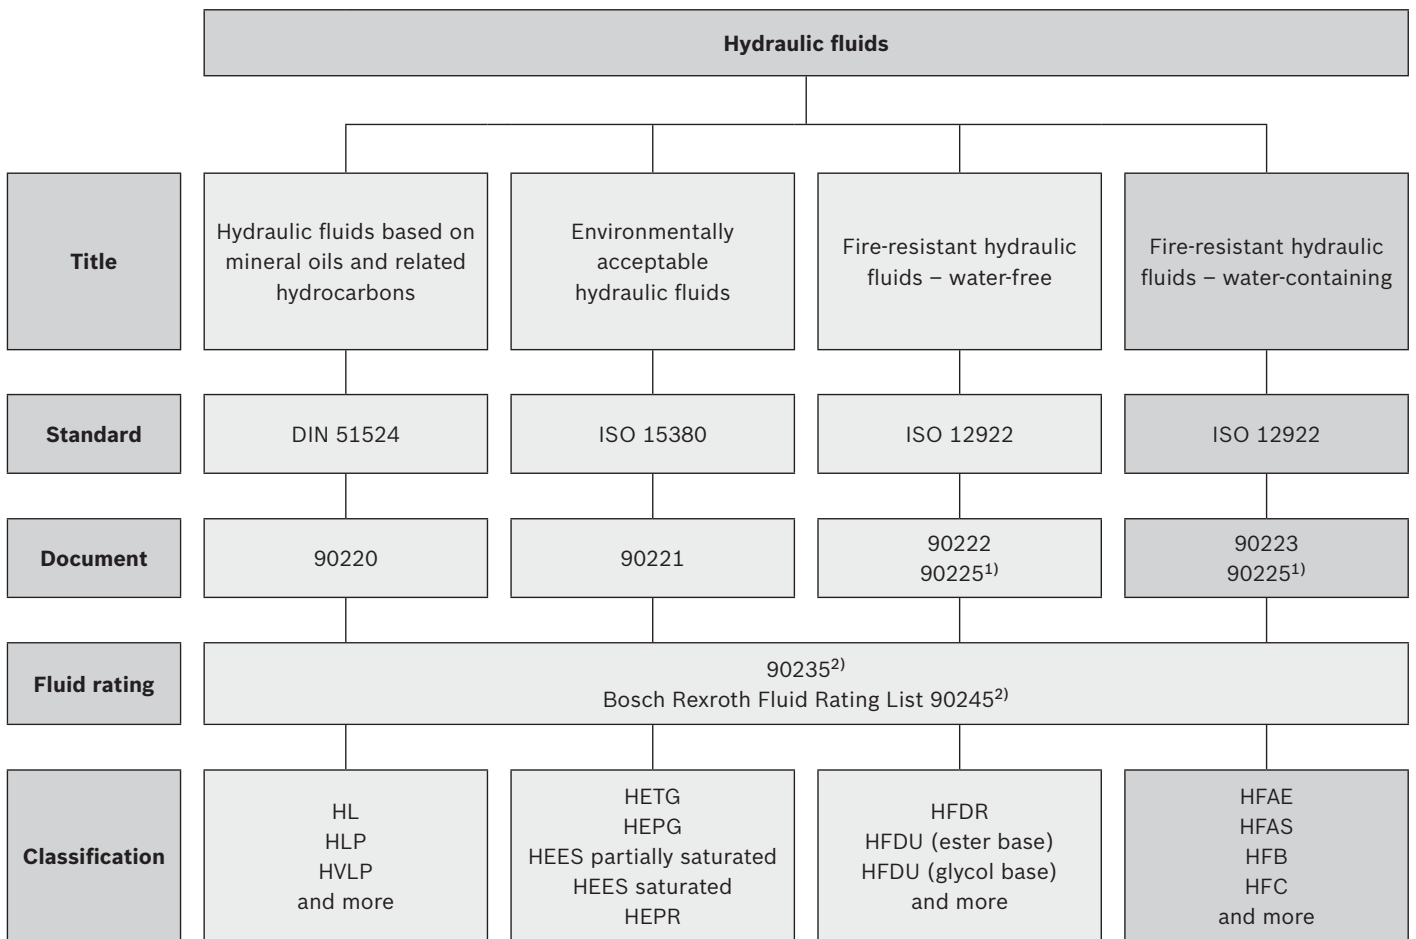 Hydraulic fluids
Title
Hydraulic fluids based on
mineral oils and related
hydrocarbons
Environmentally
acceptable
hydraulic fluids
Fire-resistant hydraulic
fluids – water-free
Fire-resistant hydraulic
fluids – water-containing
Standard
DIN 51524
ISO 15380
ISO 12922
ISO 12922
Document
90220
90221
90222
90225¹⁾
90223
90225¹⁾
Fluid rating
90235²⁾
Bosch Rexroth Fluid Rating List 90245²⁾
Classification
HL
HLP
HVLP
and more
HETG
HEPG
HEES partially saturated
HEES saturated
HEPR
HFDR
HFDU (ester base)
HFDU (glycol base)
and more
HFAE
HFAS
HFB
HFC
and more